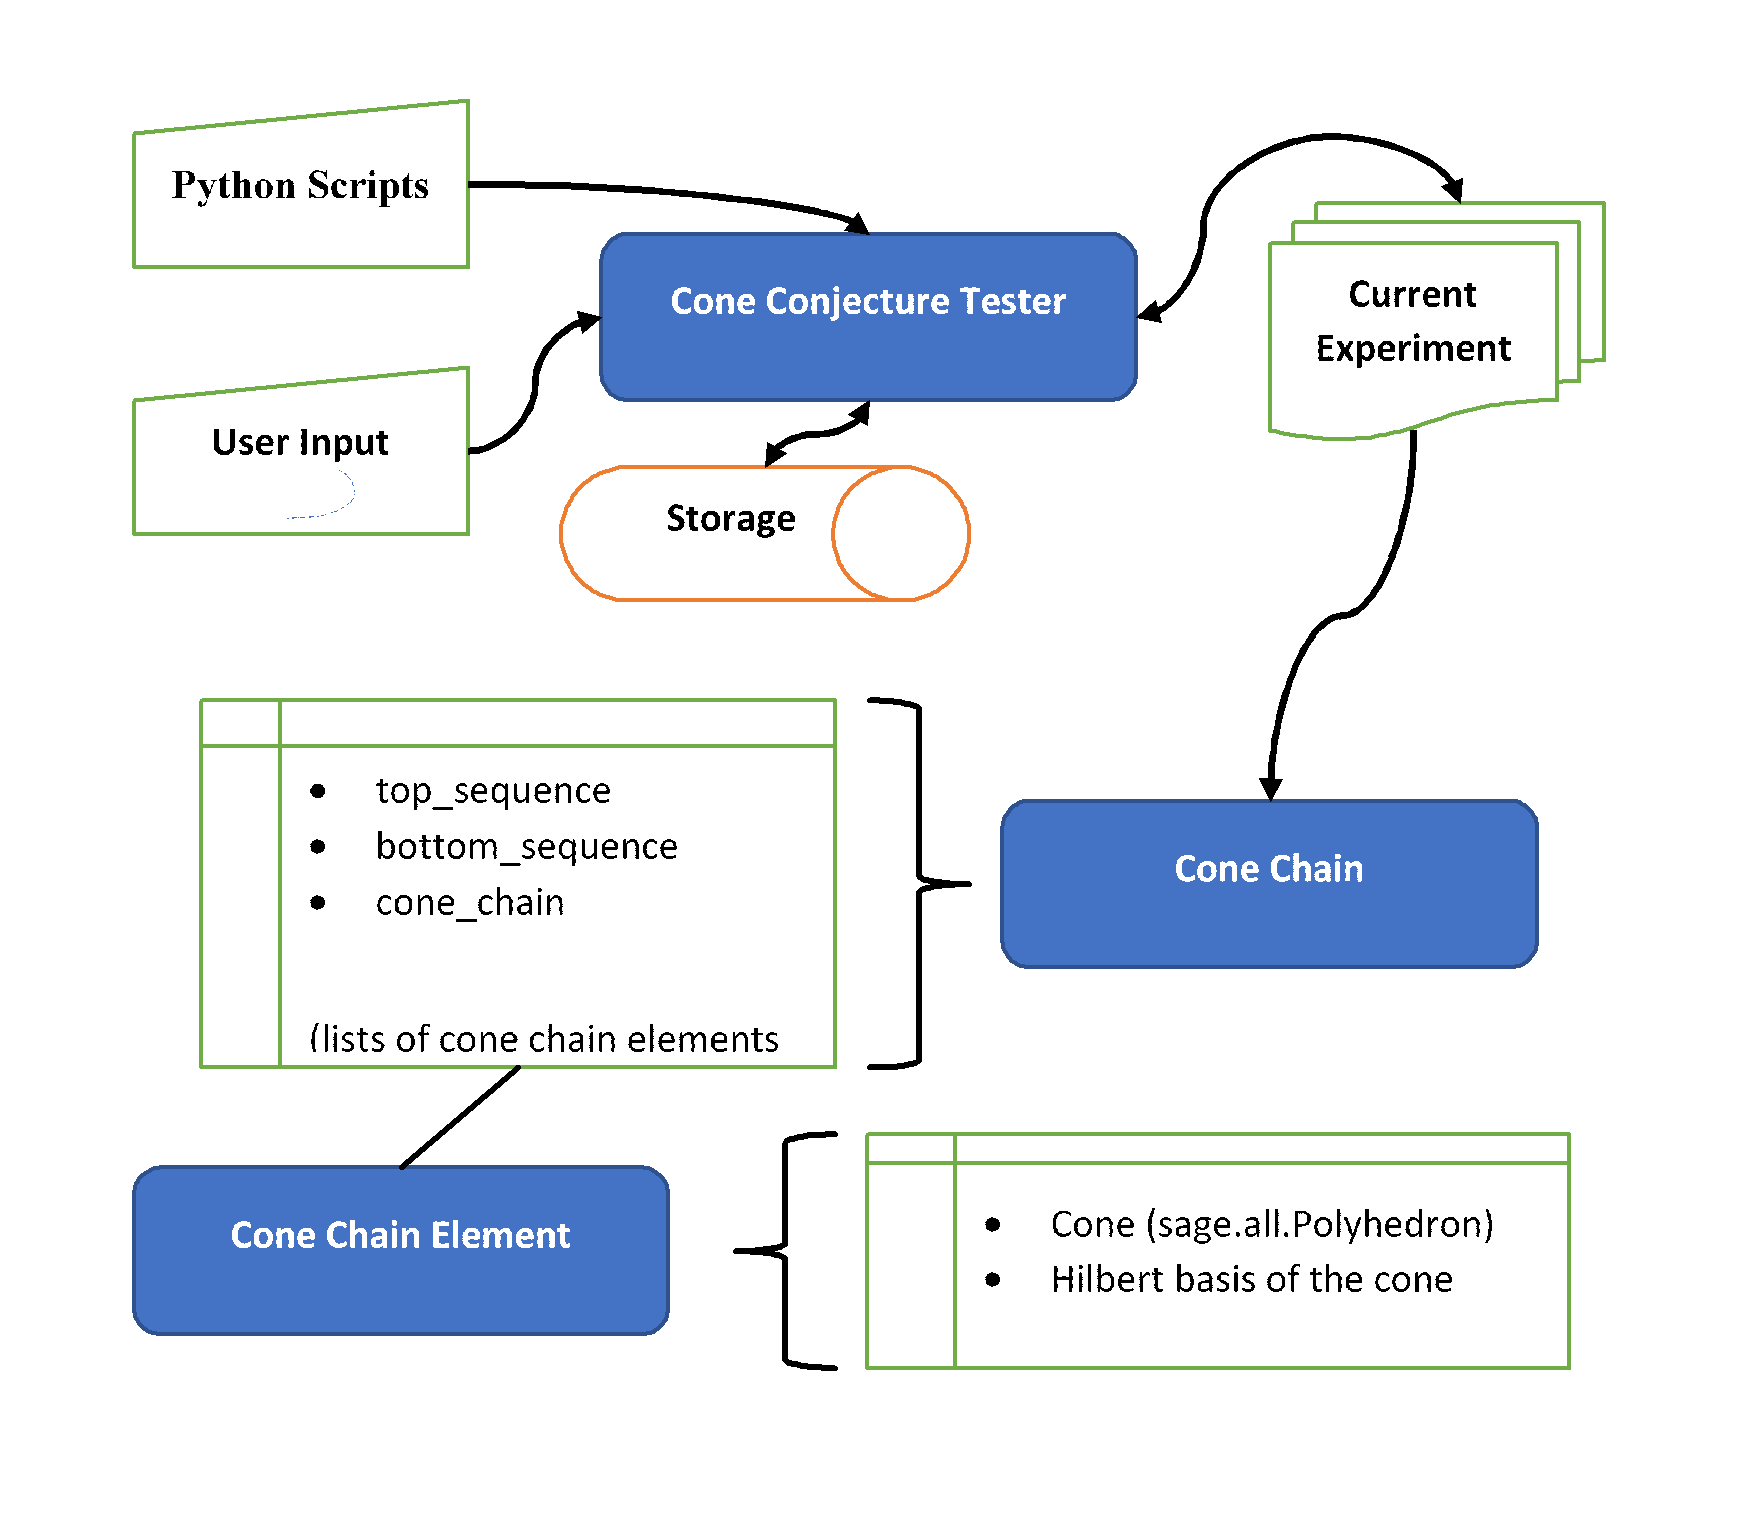 Python Scripts
Cone Conjecture Tester
Current
Experiment
User Input
Storage
• top_sequence
• bottom_sequence
• cone_chain
(lists of cone chain elements
Cone Chain
Cone Chain Element
• Cone (sage.all.Polyhedron)
• Hilbert basis of the cone